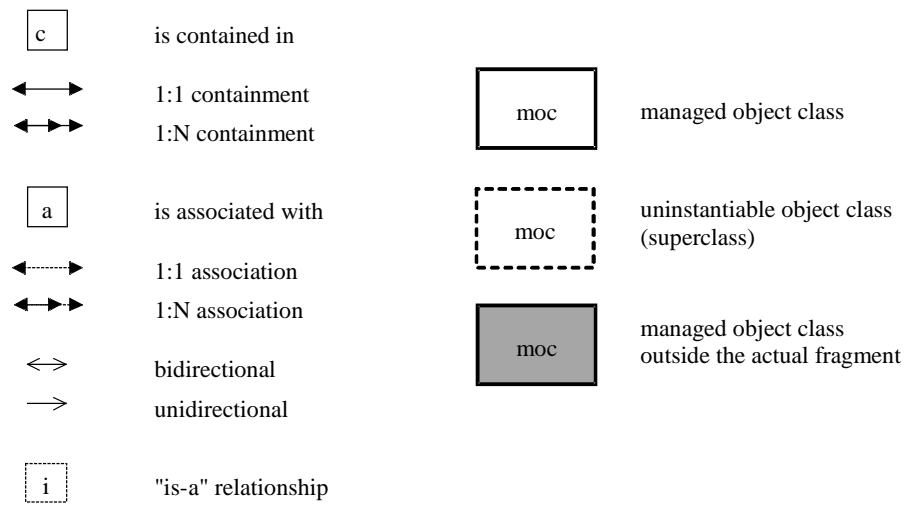 c is contained in
1:1 containment
1:N containment
a is associated with
1:1 association
1:N association
bidirectional
unidirectional
i "is-a" relationship
moc managed object class
moc uninstantiable object class
(superclass)
moc managed object class
outside the actual fragment